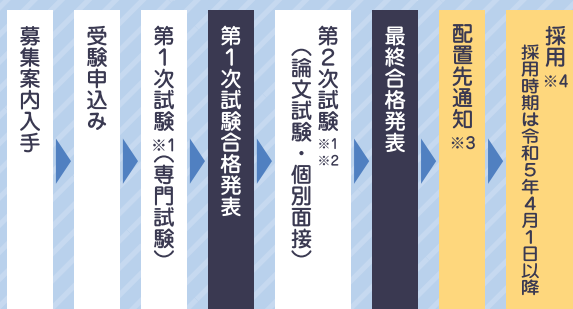 募集案内入手
受験申込み
第1次試験※1（専門試験）
第1次試験合格発表
第2次試験※1※2
（論文試験・個別面接）
最終合格発表
配置先通知※3
採用※4
採用時期は令和5年4月1日以降